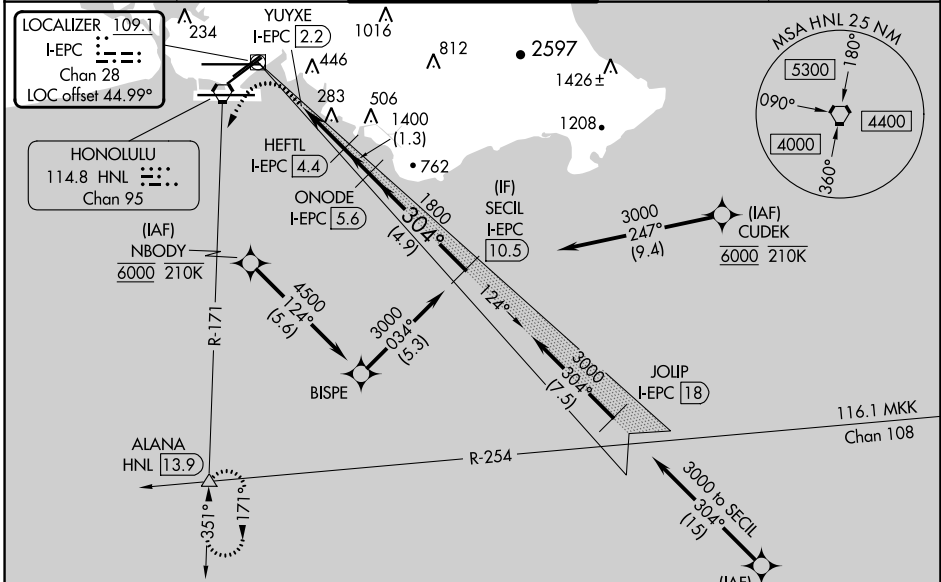 LOCALIZER 109.1
I-EPC
Chan 28
LOC offset 44.99°
234
YUYXE
I-EPC 2.2
1016
446
812
2597
1426±
283
506
1400
(1.3)
1208
762
MSA HNL 25 NM
5300
180°
090°
4400
4000
360°
HONOLULU
114.8 HNL
Chan 95
HEFTL
I-EPC 4.4
ONODE
I-EPC 5.6
1800
304°
(4.9)
(IF)
SECIL
I-EPC
10.5
3000
247°
(9.4)
(IAF)
CUDEK
6000 210K
(IAF)
NBODY
6000 210K
4500
124°
(5.6)
3000
034°
(5.3)
BISPE
R-171
124°
3000
304°
(7.5)
JOLIP
I-EPC 18
116.1 MKK
Chan 108
R-254
ALANA
HNL 13.9
351°
171°
3000 to SECIL
304°
(15)
(IAF)